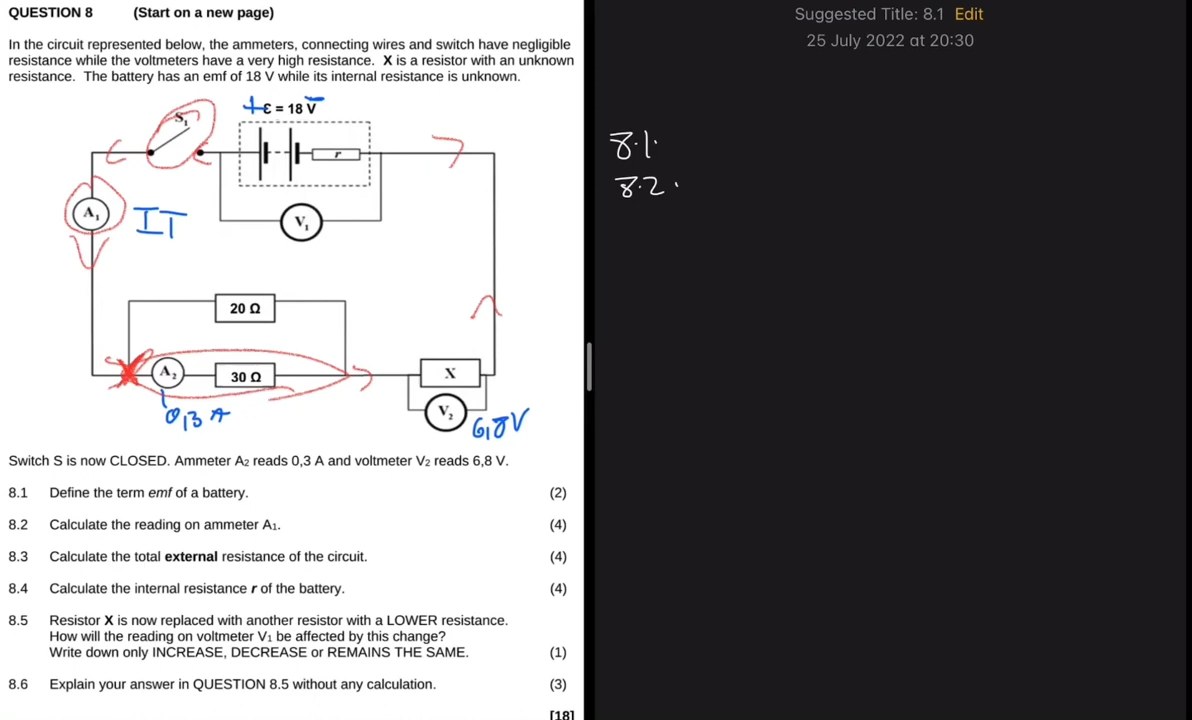 QUESTION 8 (Start on a new page)
Suggested Title: 8.1 Edit
25 July 2022 at 20:30
In the circuit represented below, the ammeters, connecting wires and switch have negligible
resistance while the voltmeters have a very high resistance. X is a resistor with an unknown
resistance. The battery has an emf of 18 V while its internal resistance is unknown.
S₁
+ε = 18 V
r
A₁
IT
V₁
20 Ω
A₂
30 Ω
X
V₂
0,3 A
6,8V
Switch S is now CLOSED. Ammeter A₂ reads 0,3 A and voltmeter V₂ reads 6,8 V.
8.1 Define the term emf of a battery. (2)
8.2 Calculate the reading on ammeter A₁. (4)
8.3 Calculate the total external resistance of the circuit. (4)
8.4 Calculate the internal resistance r of the battery. (4)
8.5 Resistor X is now replaced with another resistor with a LOWER resistance.
How will the reading on voltmeter V₁ be affected by this change?
Write down only INCREASE, DECREASE or REMAINS THE SAME. (1)
8.6 Explain your answer in QUESTION 8.5 without any calculation. (3)
[18]
8.1.
8.2.